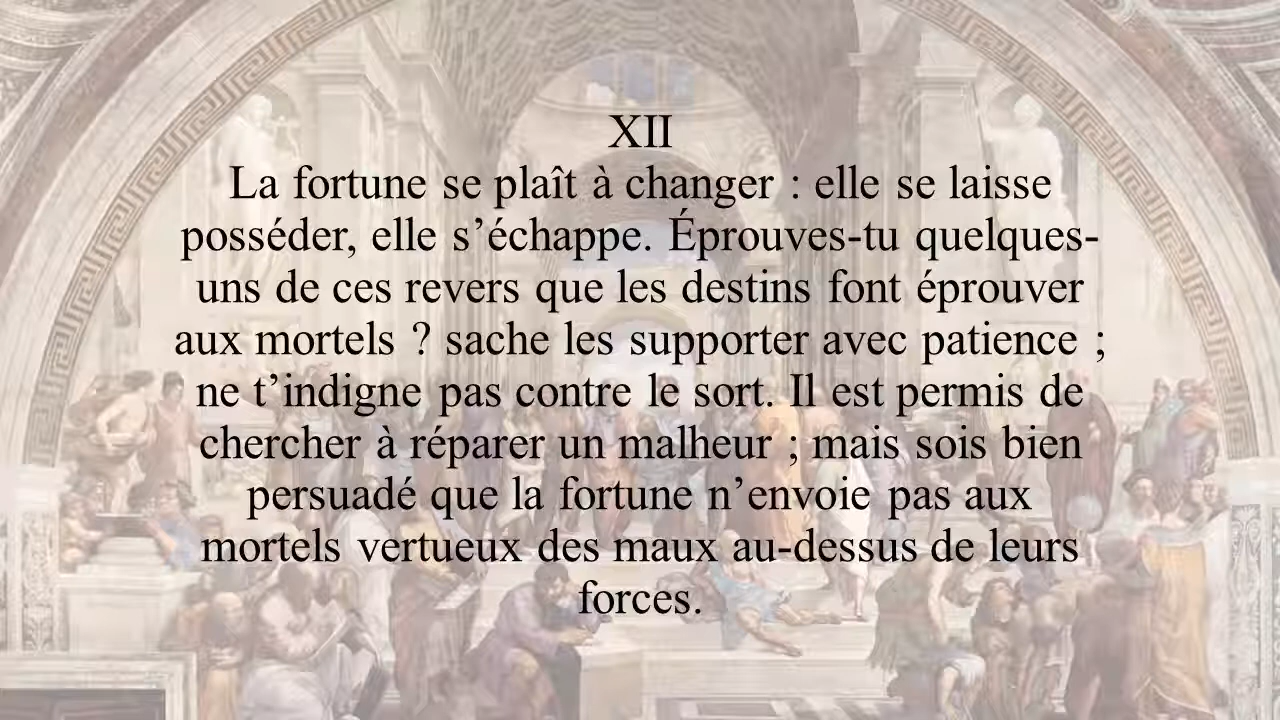 XII
La fortune se plaît à changer : elle se laisse
posséder, elle s’échappe. Éprouves-tu quelques-
uns de ces revers que les destins font éprouver
aux mortels ? sache les supporter avec patience ;
ne t’indigne pas contre le sort. Il est permis de
chercher à réparer un malheur ; mais sois bien
persuadé que la fortune n’envoie pas aux
mortels vertueux des maux au-dessus de leurs
forces.